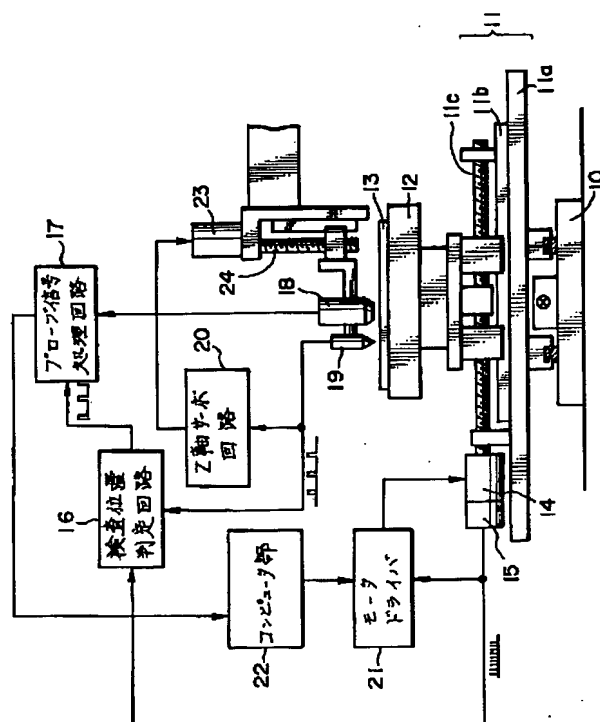 17
プローブ信号
処理回路
16
検査位置
判定回路
20
Z軸サーボ
回路
22
コンピュータ部
21
モータ
ドライバ
23
24
18
19
13
12
11
11a
11b
11c
10
14
15